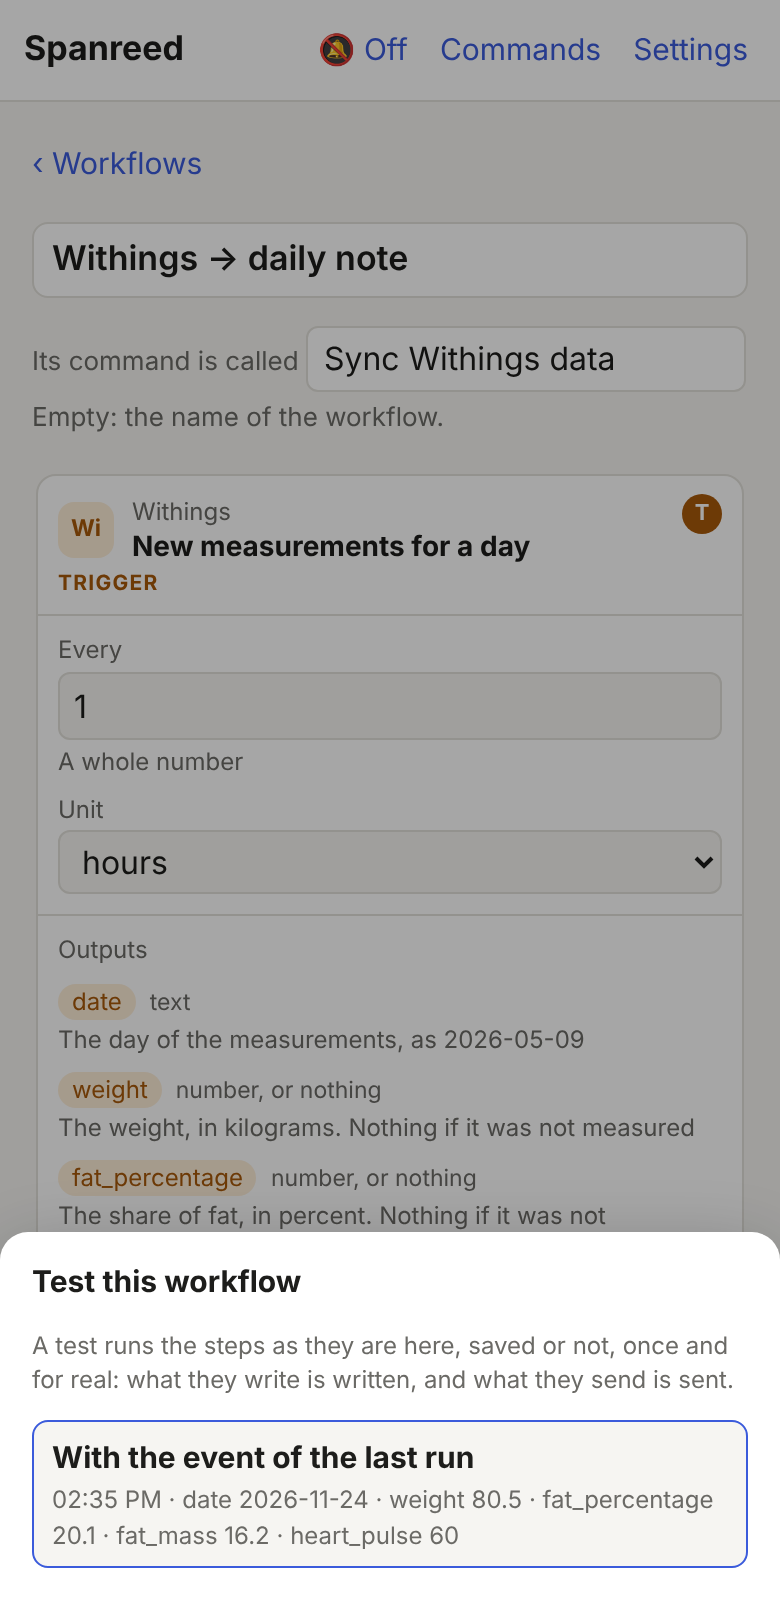 Spanreed
Off
Commands
Settings
‹ Workflows
Withings → daily note
Its command is called
Sync Withings data
Empty: the name of the workflow.
Wi
Withings
T
New measurements for a day
TRIGGER
Every
1
A whole number
Unit
hours
Outputs
date text
The day of the measurements, as 2026-05-09
weight number, or nothing
The weight, in kilograms. Nothing if it was not measured
fat_percentage number, or nothing
The share of fat, in percent. Nothing if it was not
Test this workflow
A test runs the steps as they are here, saved or not, once and
for real: what they write is written, and what they send is sent.
With the event of the last run
02:35 PM · date 2026-11-24 · weight 80.5 · fat_percentage
20.1 · fat_mass 16.2 · heart_pulse 60